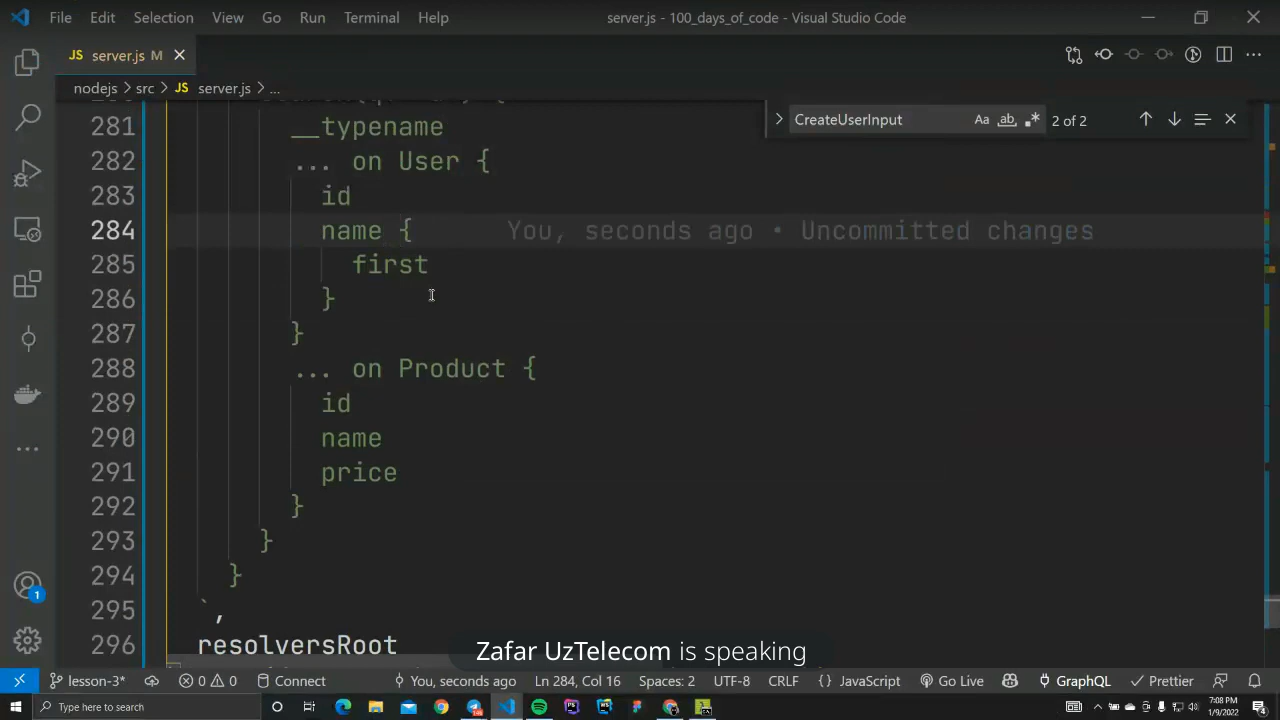 File Edit Selection View Go Run Terminal Help server.js - 100_days_of_code - Visual Studio Code
JS server.js M
nodejs > src > JS server.js > ...
CreateUserInput Aa ab .* 2 of 2
281 __typename
282 ... on User {
283 id
284 name { You, seconds ago • Uncommitted changes
285 first
286 }
287 }
288 ... on Product {
289 id
290 name
291 price
292 }
293 }
294 }
295 `,
296 resolversRoot
Zafar UzTelecom is speaking
1
lesson-3* 0 0 Connect You, seconds ago Ln 284, Col 16 Spaces: 2 UTF-8 CRLF {} JavaScript Go Live GraphQL Prettier
Type here to search
7:08 PM
1/9/2022